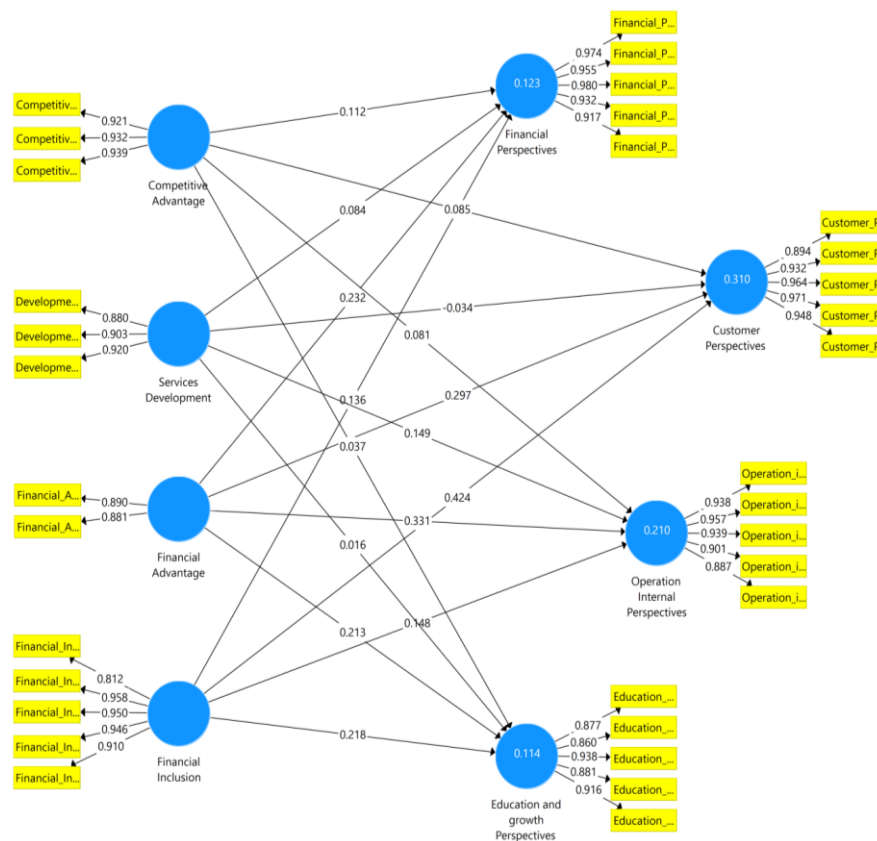 Competitiv...
Competitiv...
Competitiv...
0.921
0.932
0.939
Competitive
Advantage
Developme...
Developme...
Developme...
0.880
0.903
0.920
Services
Development
Financial_A...
Financial_A...
0.890
0.881
Financial
Advantage
Financial_In...
Financial_In...
Financial_In...
Financial_In...
Financial_In...
0.812
0.958
0.950
0.946
0.910
Financial
Inclusion
0.112
0.084
0.085
0.232
-0.034
0.081
0.297
0.136
0.037
0.149
0.424
0.331
0.016
0.148
0.213
0.218
0.123
Financial
Perspectives
0.974
0.955
0.980
0.932
0.917
Financial_P...
Financial_P...
Financial_P...
Financial_P...
Financial_P...
0.310
Customer
Perspectives
0.894
0.932
0.964
0.971
0.948
Customer_P
Customer_P
Customer_P
Customer_P
Customer_P
0.210
Operation
Internal
Perspectives
0.938
0.957
0.939
0.901
0.887
Operation_i...
Operation_i...
Operation_i...
Operation_i...
Operation_i...
0.114
Education and
growth
Perspectives
0.877
0.860
0.938
0.881
0.916
Education_...
Education_...
Education_...
Education_...
Education_...